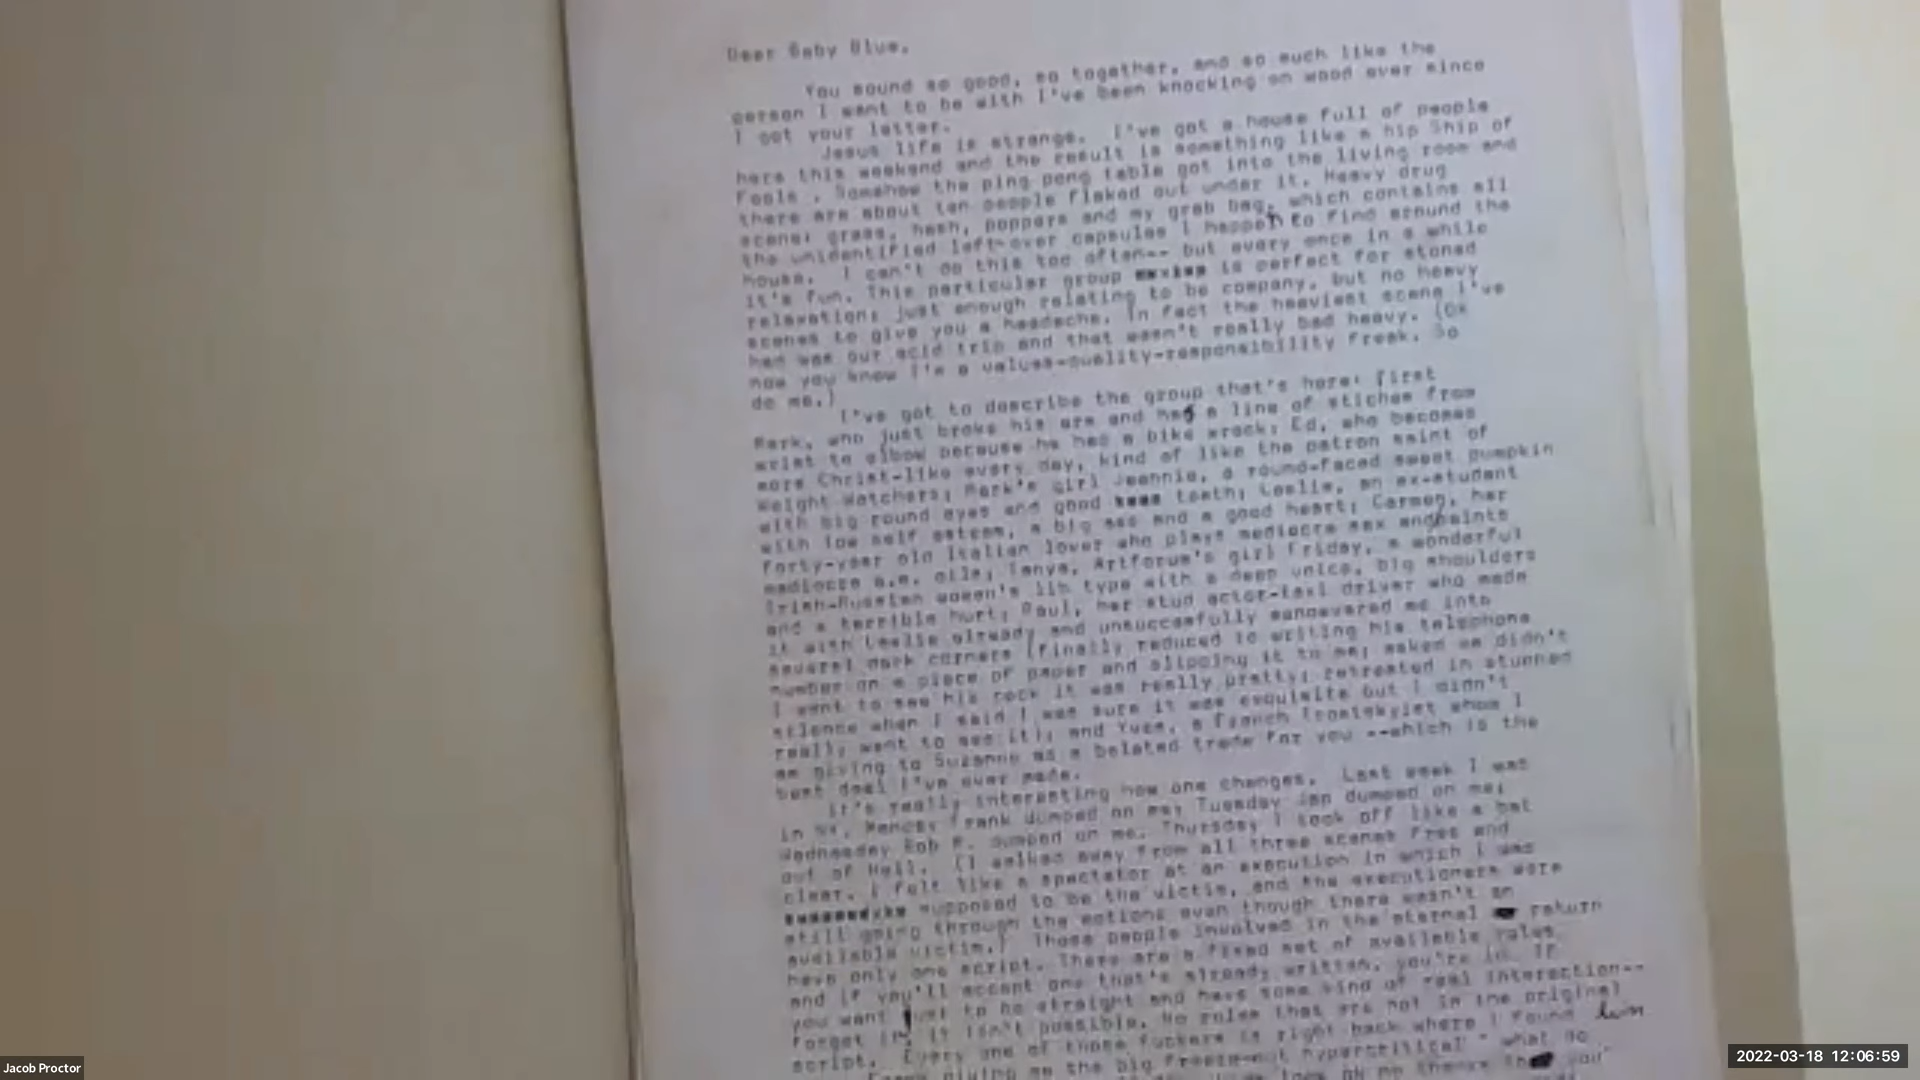 Dear Baby Blue,
You sound so good, so together, and so much like the
person I want to be with I've been knocking on wood ever since
I got your letter.
Jesus life is strange. I've got a house full of people
here this weekend and the result is something like a hip Ship of
Fools . Somehow the ping pong table got into the living room and
there are about ten people flaked out under it. Heavy drug
scene: grass, hash, poppers and my grab bag, which contains all
the unidentified left-over capsules I happen to find around the
house. I can't do this too often-- but every once in a while
it's fun. This particular group is perfect for stoned
relaxation; just enough relating to be company, but no heavy
scenes to give you a headache. In fact the heaviest scene I've
had was our acid trip and that wasn't really bad heavy. (OK
now you know I'm a values-quality-responsibility freak. So
do me.)
I've got to describe the group that's here: first
Mark, who just broke his arm and has a line of stiches from
wrist to elbow because he had a bike wreck; Ed, who becomes
more Christ-like every day, kind of like the patron saint of
Weight Watchers; Mark's girl Jeannie, a round-faced sweet pumpkin
with big round eyes and good teeth; Leslie, an ex-student
with low self esteem, a big ass and a good heart; Carmen, her
forty-year old Italian lover who plays mediocre sax and paints
mediocre a.e. oils; Tanya, Artforum's girl Friday, a wonderful
Irish-Russian women's lib type with a deep voice, big shoulders
and a terrible hurt; Paul, her stud actor-taxi driver who made
it with Leslie already and unsuccessfully manoevered me into
several dark corners (finally reduced to writing his telephone
number on a piece of paper and slipping it to me; asked me didn't
I want to see his rock it was really pretty; retreated in stunned
silence when I said I was sure it was exquisite but I didn't
really want to see it); and Yves, a French Trostskyist whom I
am giving to Suzanne as a belated trade for you --which is the
best deal I've ever made.
It's really interesting how one changes. Last week I was
in NY. Monday Frank dumped on me; Tuesday Jan dumped on me;
Wednesday Bob R. dumped on me. Thursday I took off like a bat
out of Hell. (I walked away from all three scenes free and
clear. I felt like a spectator at an execution in which I was
supposed to be the victim, and the executioners were
still going through the motions even though there wasn't an
available victim.) Those people involved in the eternal return
have only one script. There are a fixed set of available roles
and if you'll accept one that's already written, you're in. If
you want just to be straight and have some kind of real interaction--
forget it, it isn't possible. No roles that are not in the original
script. Every one of those fuckers is right back where I found him
giving me the big freeze-out hypercritical " what do
you